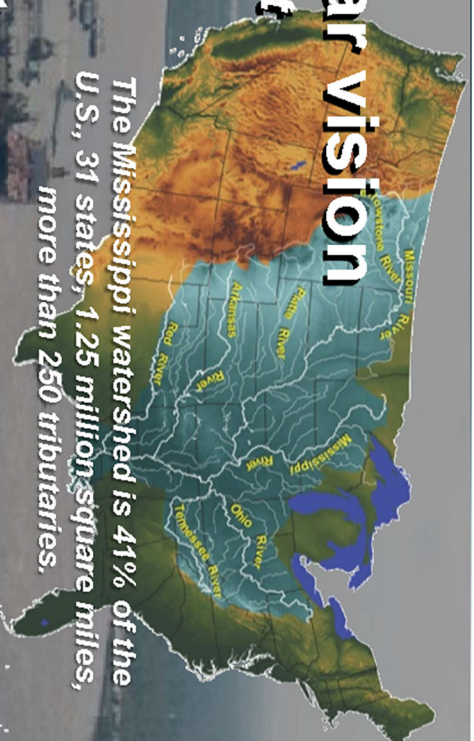 ar vision
Missouri River
Yellowstone River
Platte River
Arkansas River
Red River
Mississippi River
Ohio River
Tennessee River
The Mississippi watershed is 41% of the
U.S., 31 states, 1.25 million square miles,
more than 250 tributaries.